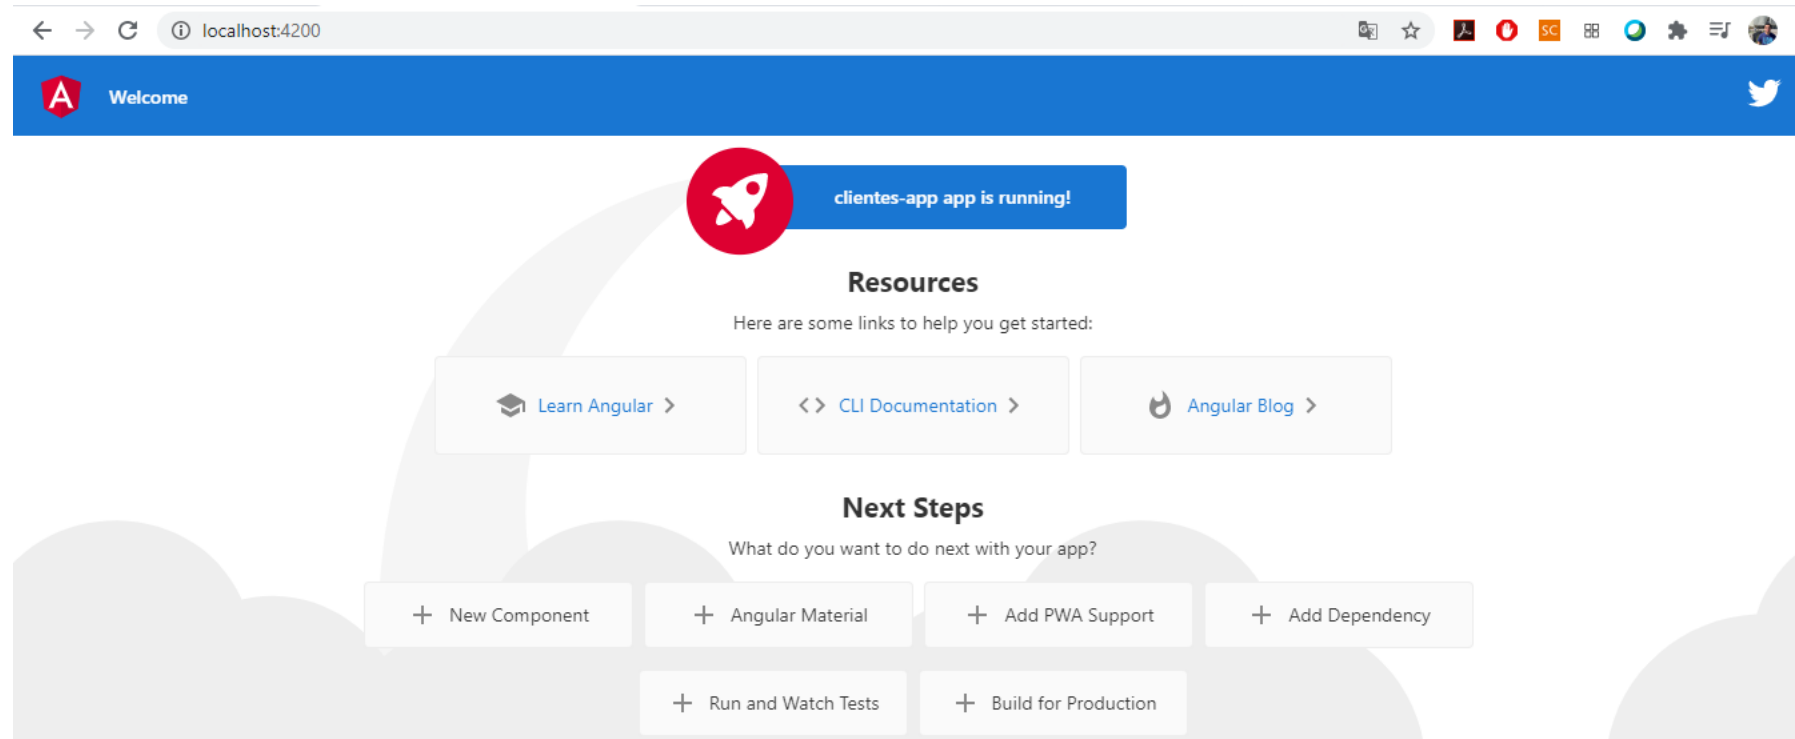 localhost:4200
SC
A
Welcome
clientes-app app is running!
Resources
Here are some links to help you get started:
Learn Angular
CLI Documentation
Angular Blog
Next Steps
What do you want to do next with your app?
New Component
Angular Material
Add PWA Support
Add Dependency
Run and Watch Tests
Build for Production